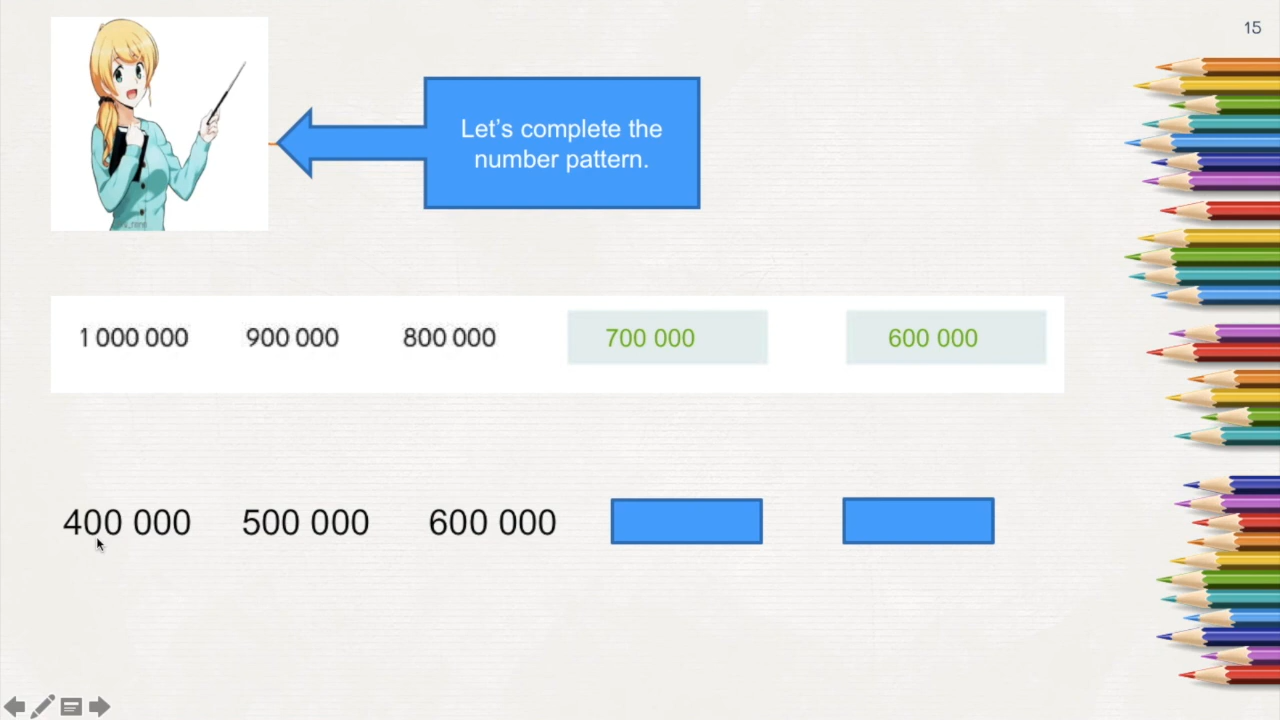 15
Let's complete the
number pattern.
1 000 000 900 000 800 000 700 000 600 000
400 000 500 000 600 000